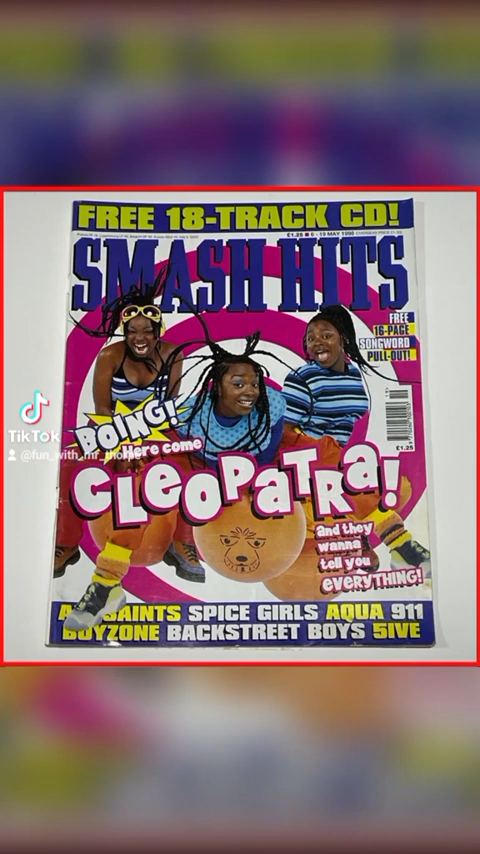 FREE 18-TRACK CD!
£1.25 6 - 19 MAY 1998
SMASH HITS
FREE
16-PAGE
SONGWORD
PULL-OUT!
BOING!
Here come
CLEOPATRA!
£1.25
and they
wanna
tell you
EVERYTHING!
SAINTS SPICE GIRLS AQUA 911
BOYZONE BACKSTREET BOYS 5IVE
TikTok